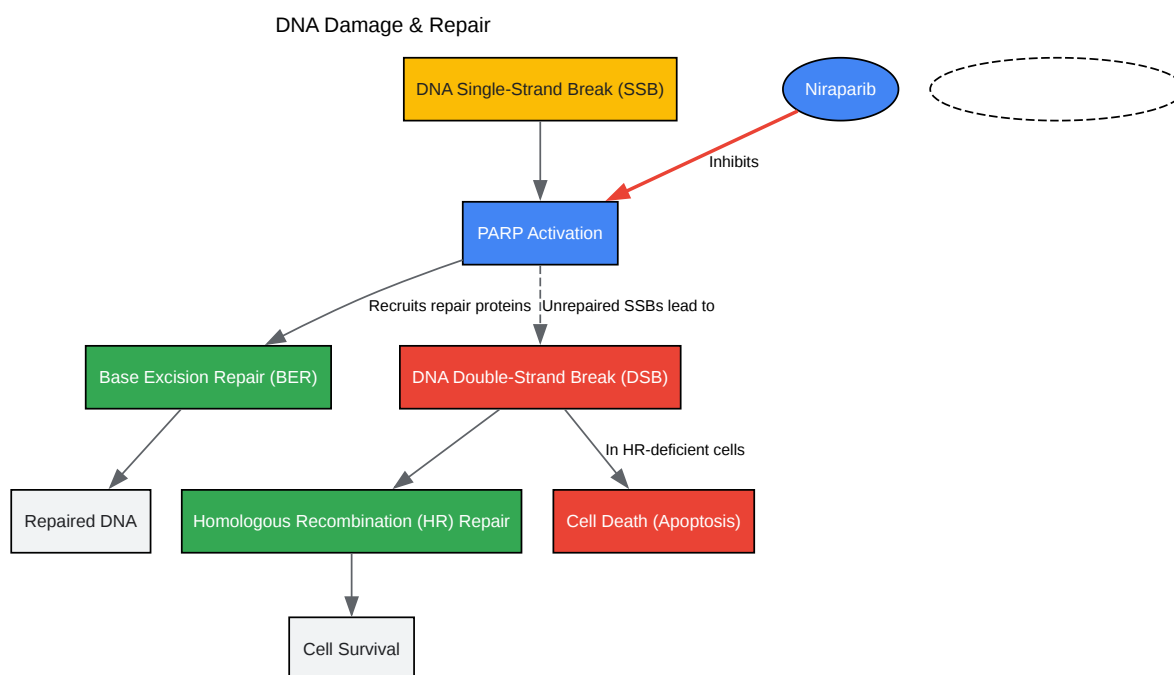 DNA Damage & Repair
DNA Single-Strand Break (SSB)
Niraparib
Inhibits
PARP Activation
Recruits repair proteins
Unrepaired SSBs lead to
Base Excision Repair (BER)
DNA Double-Strand Break (DSB)
In HR-deficient cells
Repaired DNA
Homologous Recombination (HR) Repair
Cell Death (Apoptosis)
Cell Survival